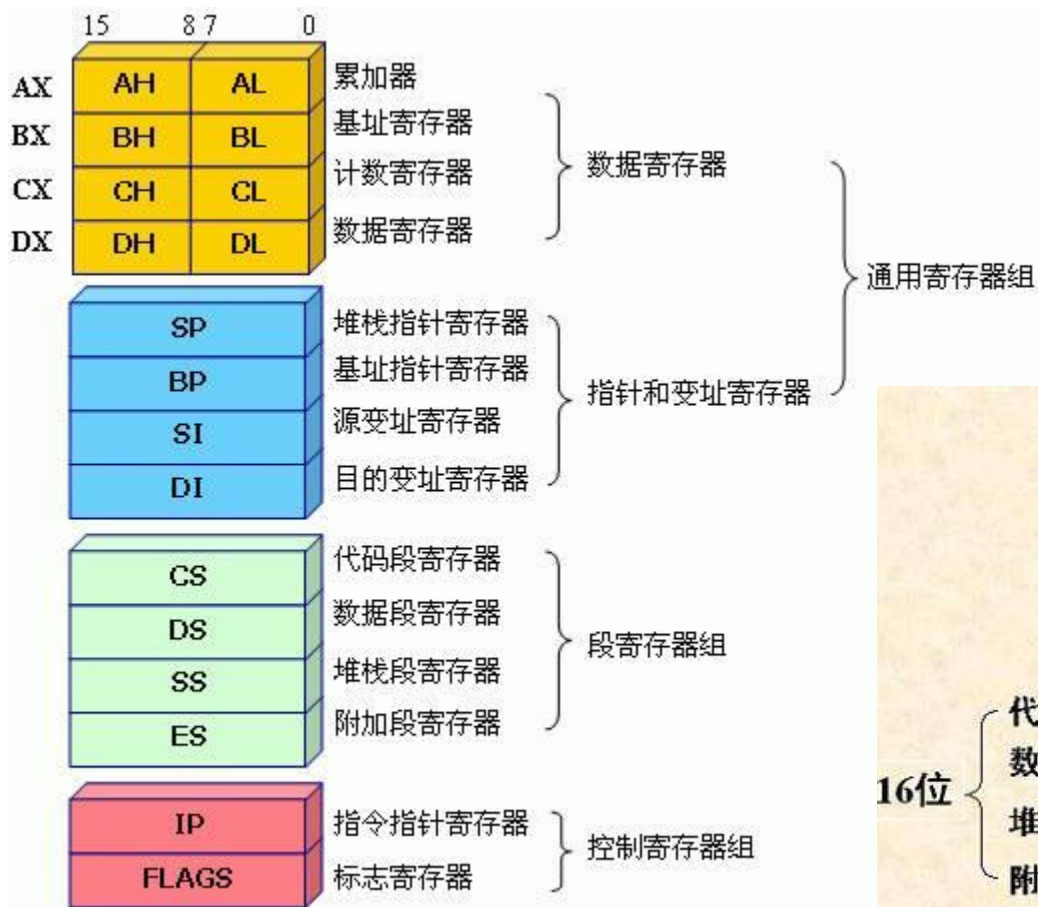 15 8 7 0
AX AH AL 累加器
BX BH BL 基址寄存器
CX CH CL 计数寄存器
DX DH DL 数据寄存器
数据寄存器
SP 堆栈指针寄存器
BP 基址指针寄存器
SI 源变址寄存器
DI 目的变址寄存器
指针和变址寄存器
通用寄存器组
CS 代码段寄存器
DS 数据段寄存器
SS 堆栈段寄存器
ES 附加段寄存器
段寄存器组
IP 指令指针寄存器
FLAGS 标志寄存器
控制寄存器组
16位
代
数
堆
附